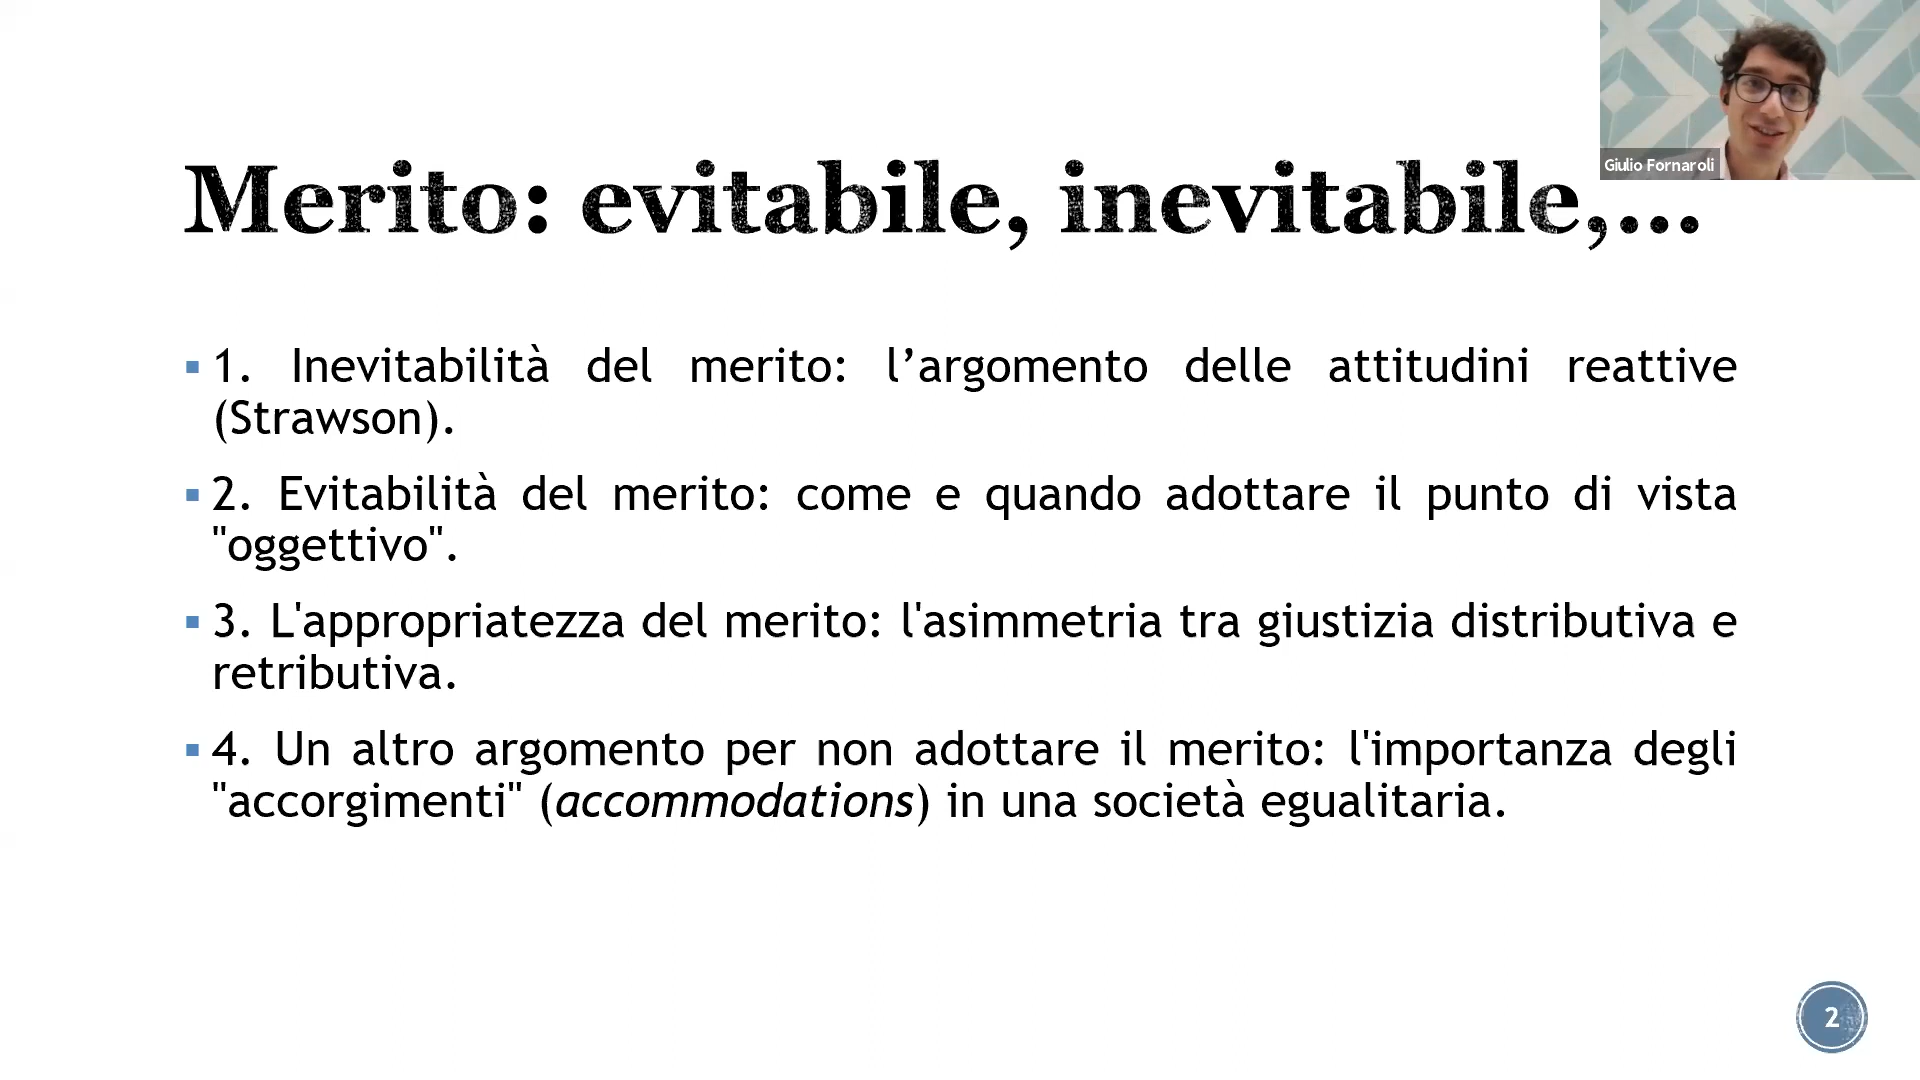 Giulio Fornaroli
Merito: evitabile, inevitabile,...
1. Inevitabilità del merito: l’argomento delle attitudini reattive
(Strawson).
2. Evitabilità del merito: come e quando adottare il punto di vista
"oggettivo".
3. L'appropriatezza del merito: l'asimmetria tra giustizia distributiva e
retributiva.
4. Un altro argomento per non adottare il merito: l'importanza degli
"accorgimenti" (accommodations) in una società egualitaria.
2